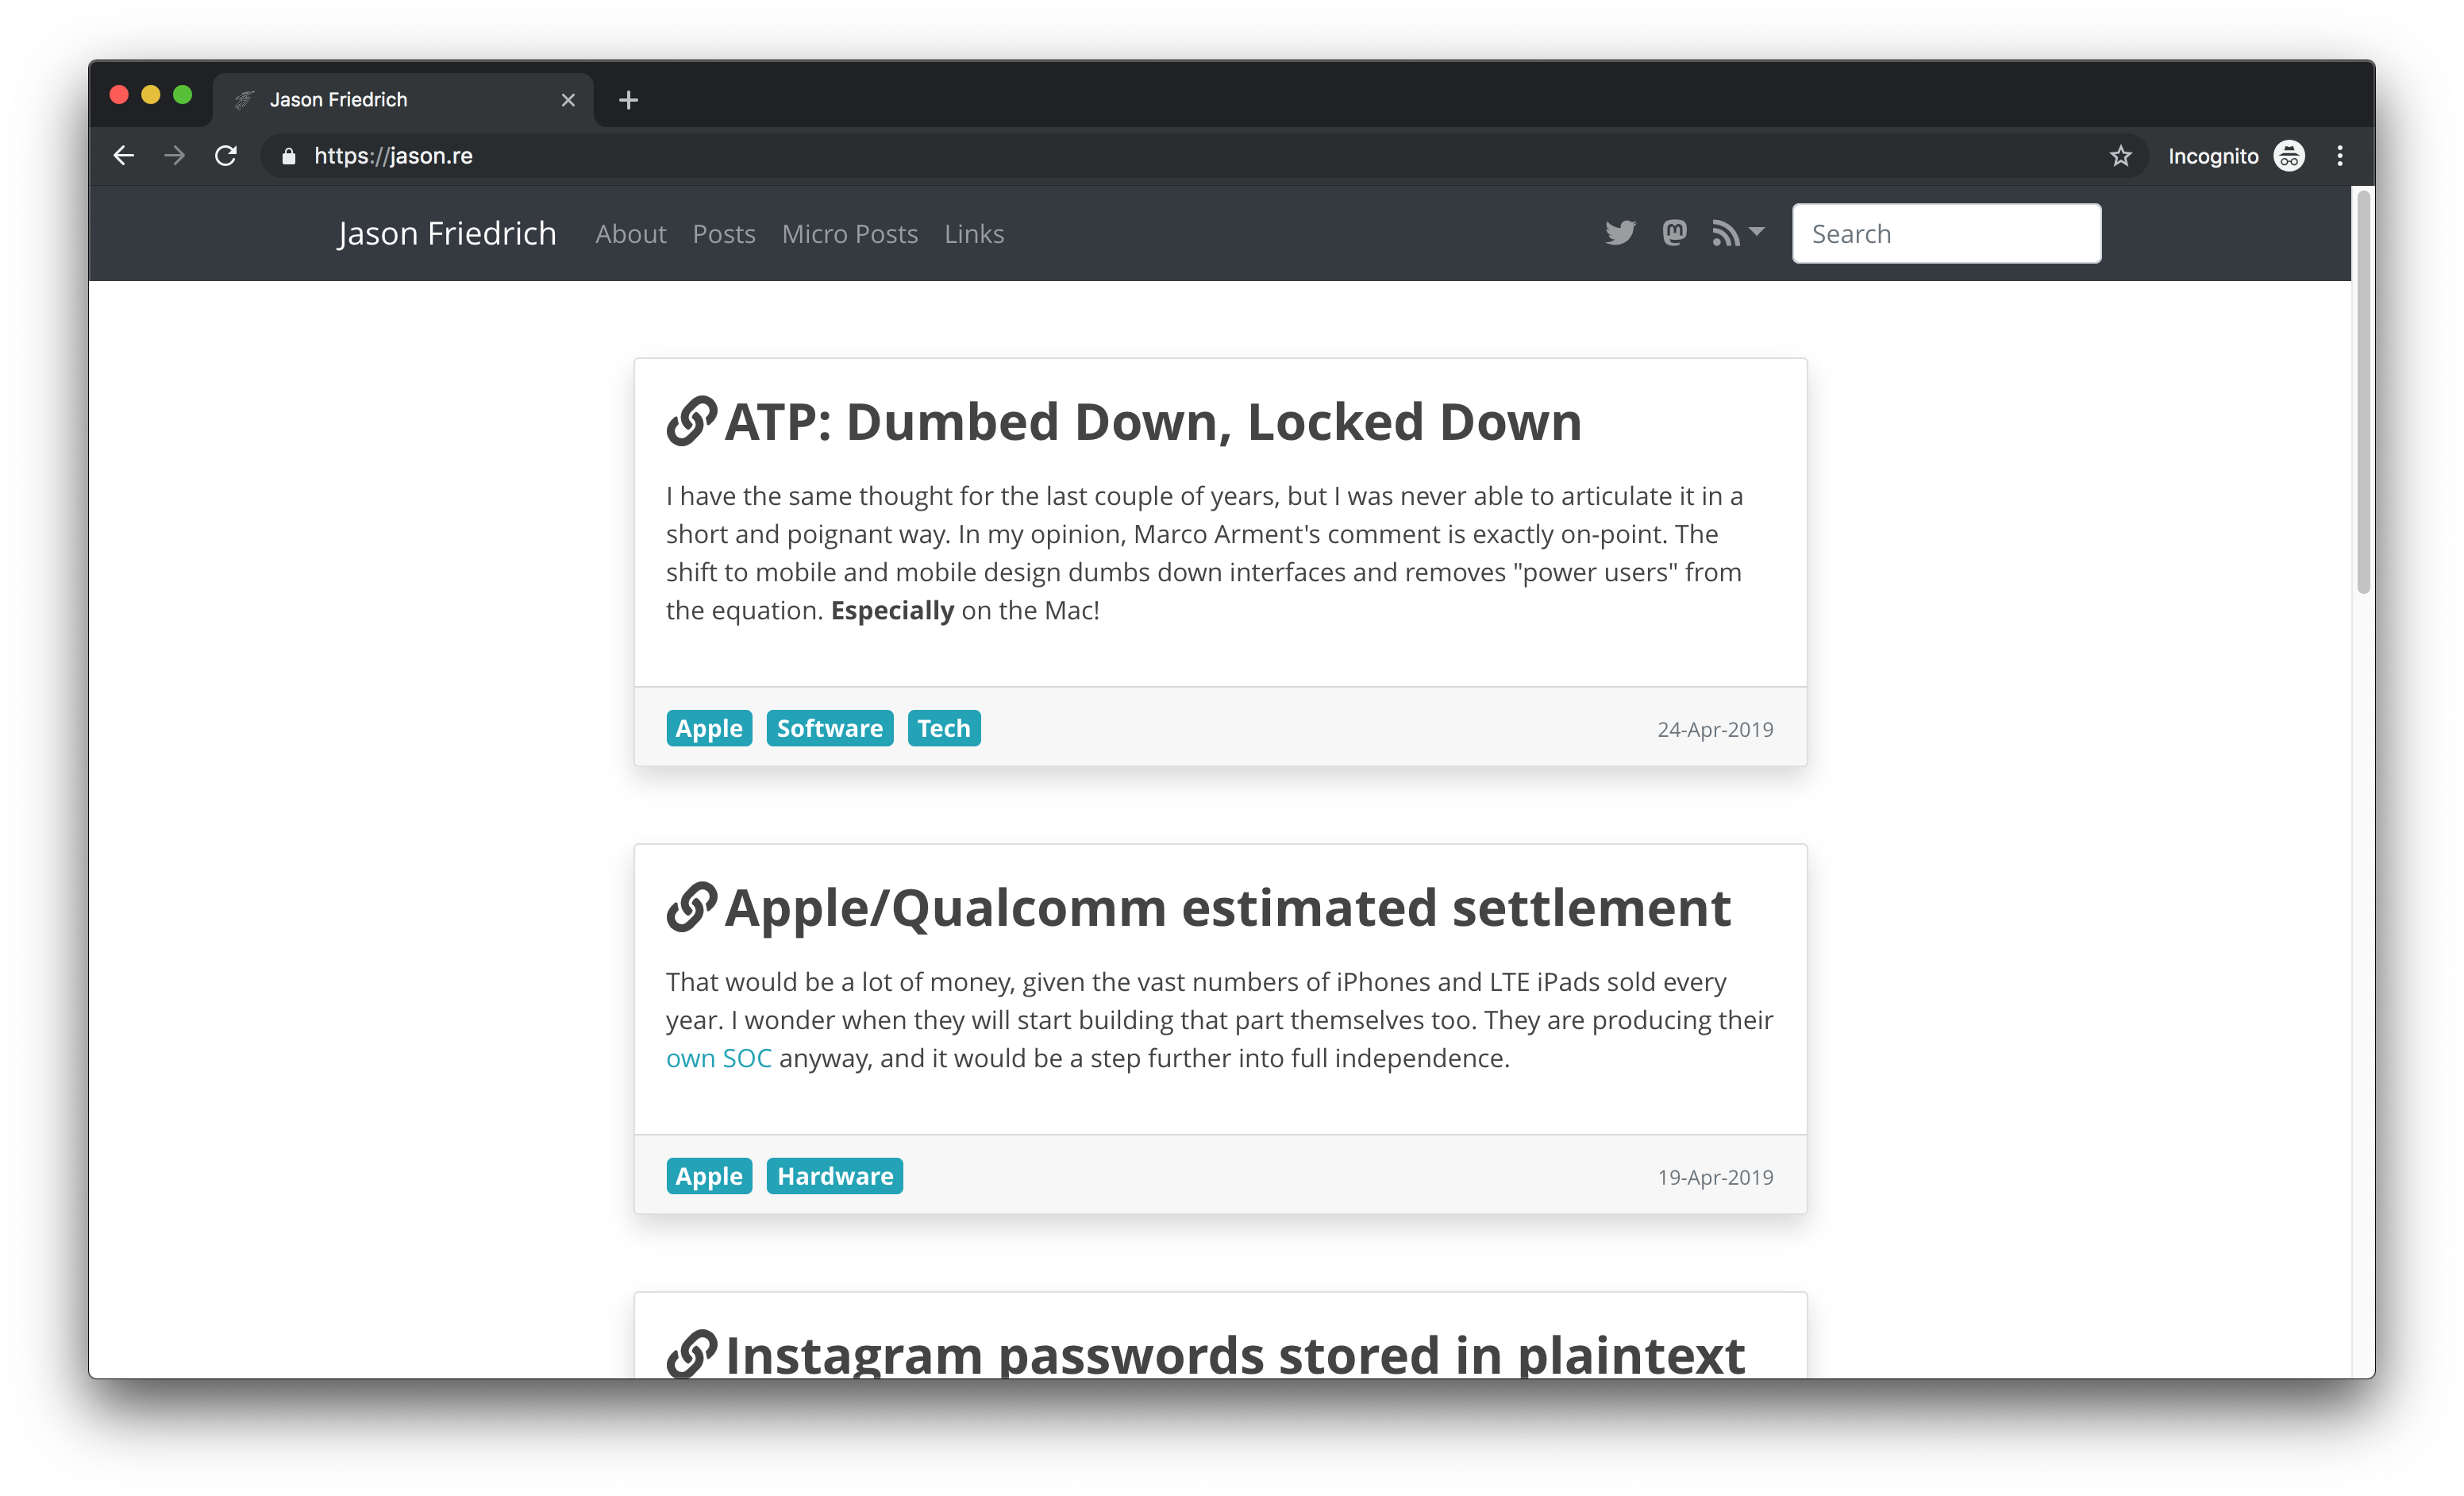 Jason Friedrich
https://jason.re
Incognito
Jason Friedrich About Posts Micro Posts Links Search
ATP: Dumbed Down, Locked Down
I have the same thought for the last couple of years, but I was never able to articulate it in a
short and poignant way. In my opinion, Marco Arment's comment is exactly on-point. The
shift to mobile and mobile design dumbs down interfaces and removes "power users" from
the equation. Especially on the Mac!
Apple Software Tech 24-Apr-2019
Apple/Qualcomm estimated settlement
That would be a lot of money, given the vast numbers of iPhones and LTE iPads sold every
year. I wonder when they will start building that part themselves too. They are producing their
own SOC anyway, and it would be a step further into full independence.
Apple Hardware 19-Apr-2019
Instagram passwords stored in plaintext